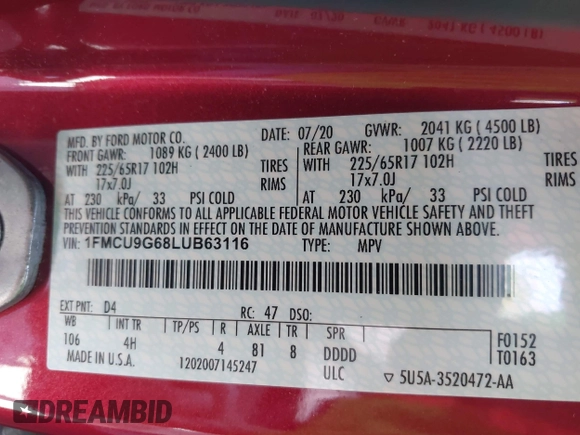 DATE: 07/20 GVWR: 2041 KG ( 4500 LB)
MFD. BY FORD MOTOR CO.
FRONT GAWR: 1089 KG ( 2400 LB) REAR GAWR: 1007 KG ( 2220 LB)
WITH 225/65R17 102H TIRES WITH 225/65R17 102H TIRES
17x7.0J RIMS 17x7.0J RIMS
AT 230 kPa/ 33 PSI COLD AT 230 kPa/ 33 PSI COLD
THIS VEHICLE CONFORMS TO ALL APPLICABLE FEDERAL MOTOR VEHICLE SAFETY AND THEFT
PREVENTION STANDARDS IN EFFECT ON THE DATE OF MANUFACTURE SHOWN ABOVE.
VIN: 1FMCU9G68LUB63116 TYPE: MPV
EXT PNT: D4 RC: 47 DSO:
WB INT TR TP/PS R AXLE TR SPR F0152
106 4H 4 81 8 DDDD T0163
MADE IN U.S.A. 1202007145247 ULC ▽ 5U5A-3520472-AA
DREAMBID